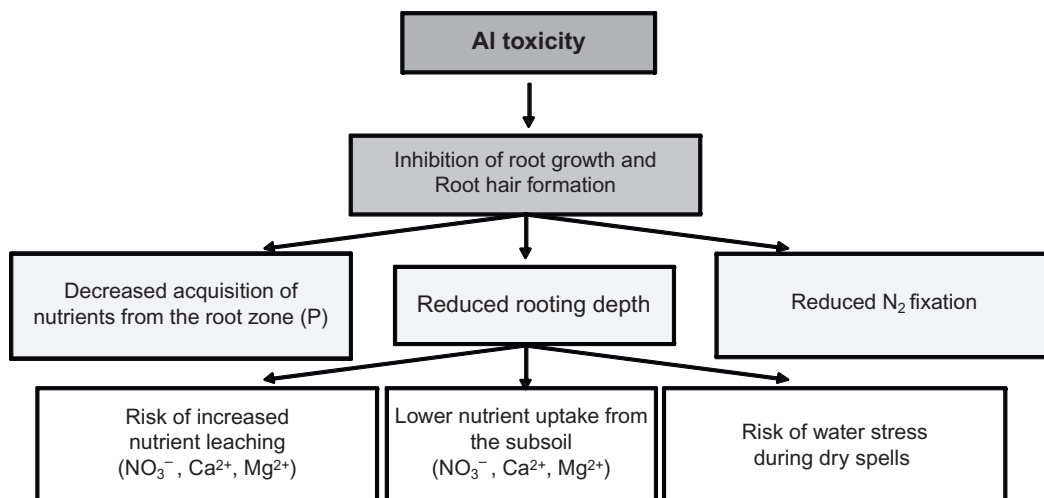 Al toxicity
Inhibition of root growth and
Root hair formation
Decreased acquisition of
nutrients from the root zone (P)
Reduced rooting depth
Reduced N₂ fixation
Risk of increased
nutrient leaching
(NO₃⁻, Ca²⁺, Mg²⁺)
Lower nutrient uptake from
the subsoil
(NO₃⁻, Ca²⁺, Mg²⁺)
Risk of water stress
during dry spells